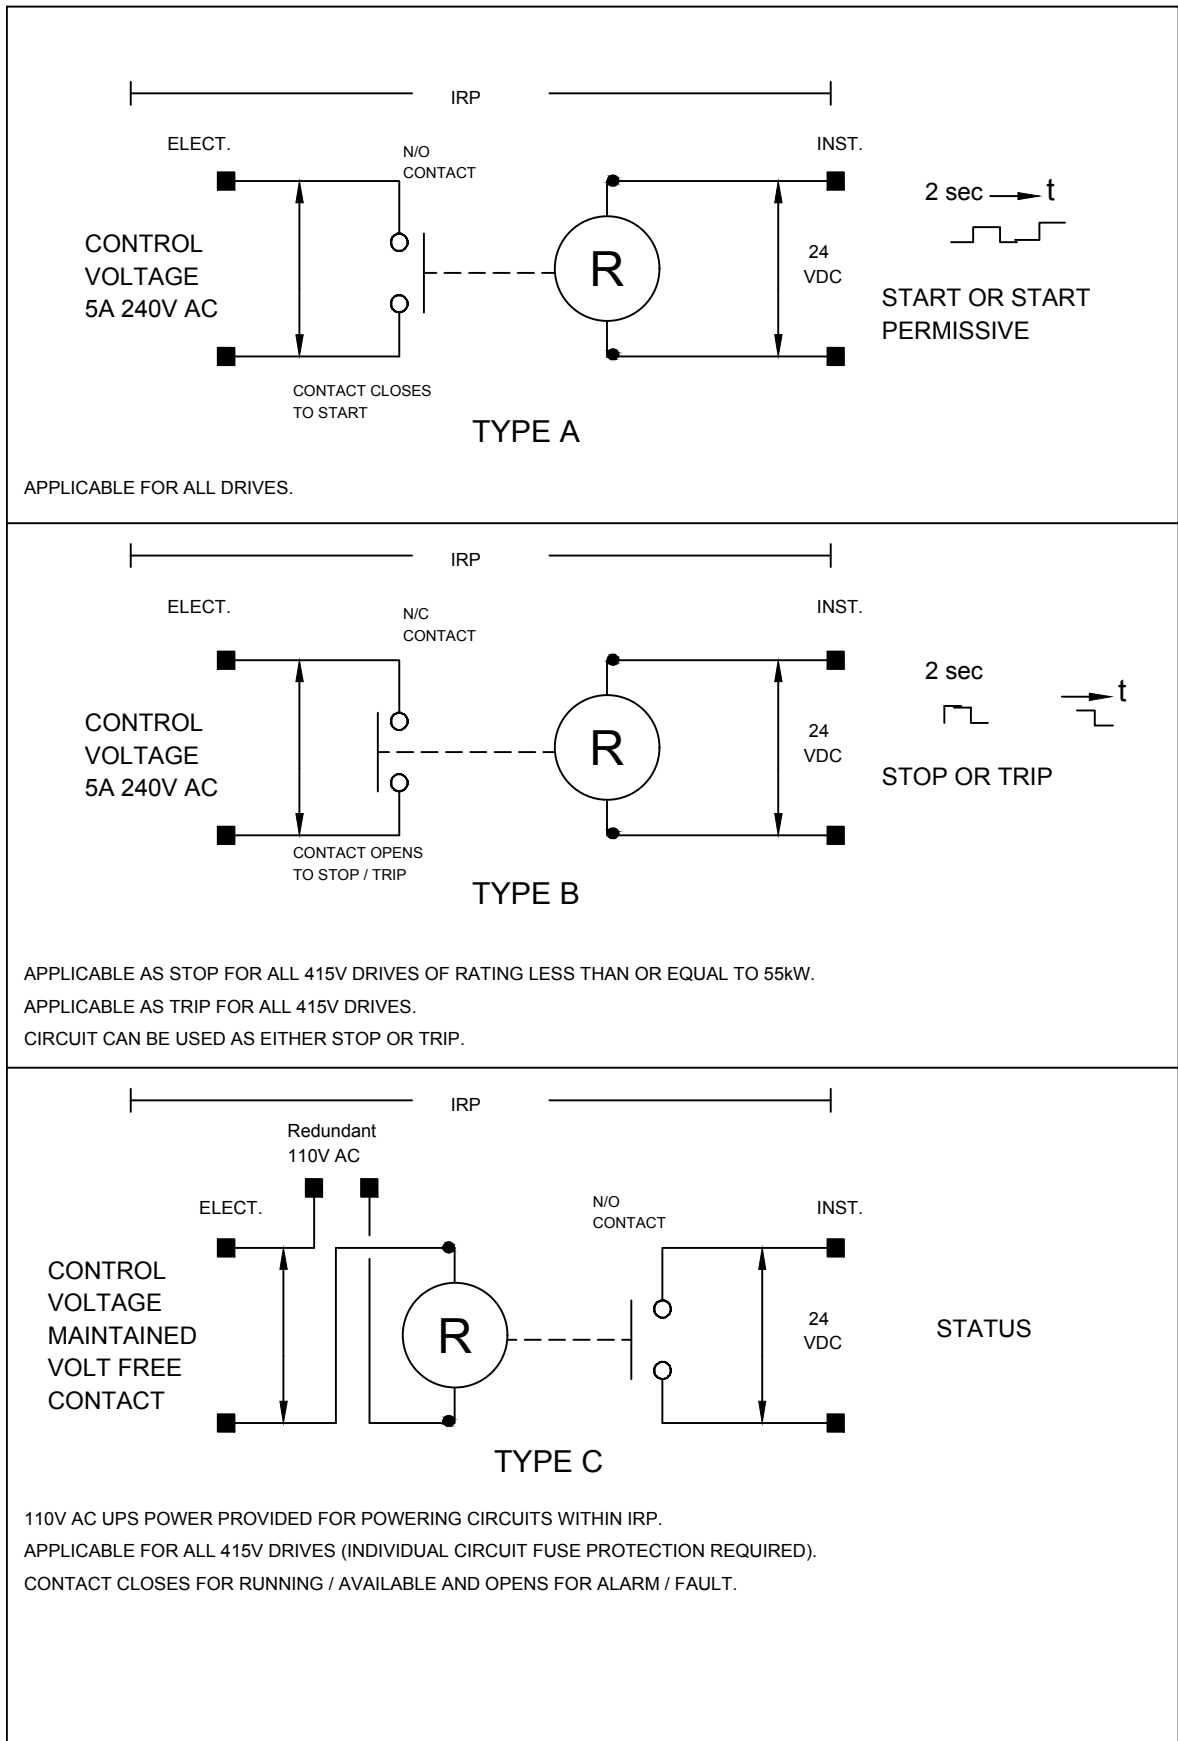 IRP
ELECT.
N/O
CONTACT
INST.
CONTROL
VOLTAGE
5A 240V AC
R
24
VDC
2 sec
t
START OR START
PERMISSIVE
CONTACT CLOSES
TO START
TYPE A
APPLICABLE FOR ALL DRIVES.
IRP
ELECT.
N/C
CONTACT
INST.
CONTROL
VOLTAGE
5A 240V AC
R
24
VDC
2 sec
t
STOP OR TRIP
CONTACT OPENS
TO STOP / TRIP
TYPE B
APPLICABLE AS STOP FOR ALL 415V DRIVES OF RATING LESS THAN OR EQUAL TO 55kW.
APPLICABLE AS TRIP FOR ALL 415V DRIVES.
CIRCUIT CAN BE USED AS EITHER STOP OR TRIP.
IRP
Redundant
110V AC
ELECT.
N/O
CONTACT
INST.
CONTROL
VOLTAGE
MAINTAINED
VOLT FREE
CONTACT
R
24
VDC
STATUS
TYPE C
110V AC UPS POWER PROVIDED FOR POWERING CIRCUITS WITHIN IRP.
APPLICABLE FOR ALL 415V DRIVES (INDIVIDUAL CIRCUIT FUSE PROTECTION REQUIRED).
CONTACT CLOSES FOR RUNNING / AVAILABLE AND OPENS FOR ALARM / FAULT.